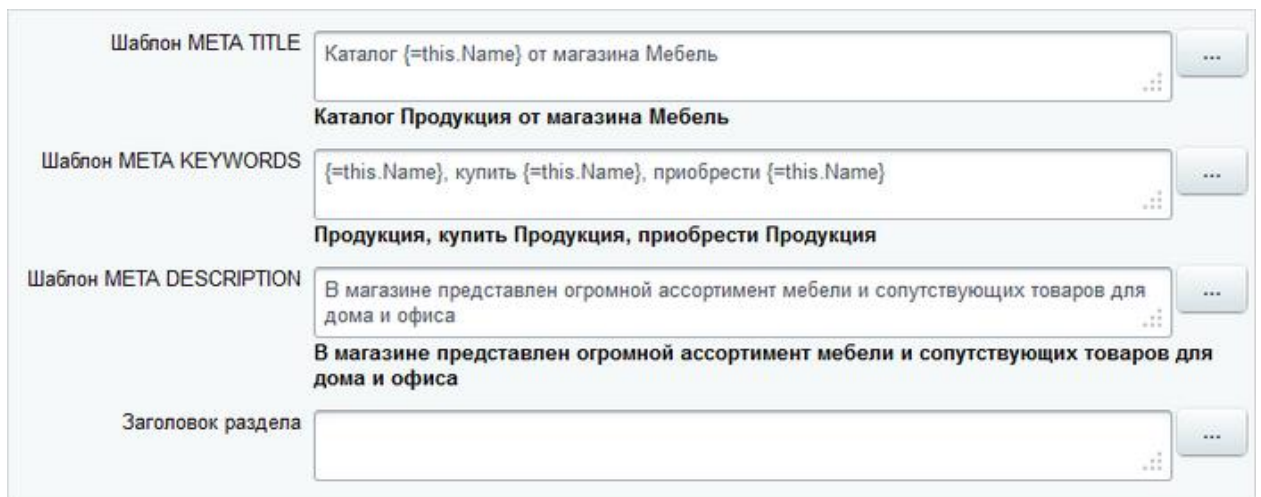 Шаблон META TITLE
Каталог {=this.Name} от магазина Мебель
...
Каталог Продукция от магазина Мебель
Шаблон META KEYWORDS
{=this.Name}, купить {=this.Name}, приобрести {=this.Name}
...
Продукция, купить Продукция, приобрести Продукция
Шаблон META DESCRIPTION
В магазине представлен огромной ассортимент мебели и сопутствующих товаров для
дома и офиса
...
В магазине представлен огромной ассортимент мебели и сопутствующих товаров для
дома и офиса
Заголовок раздела
...